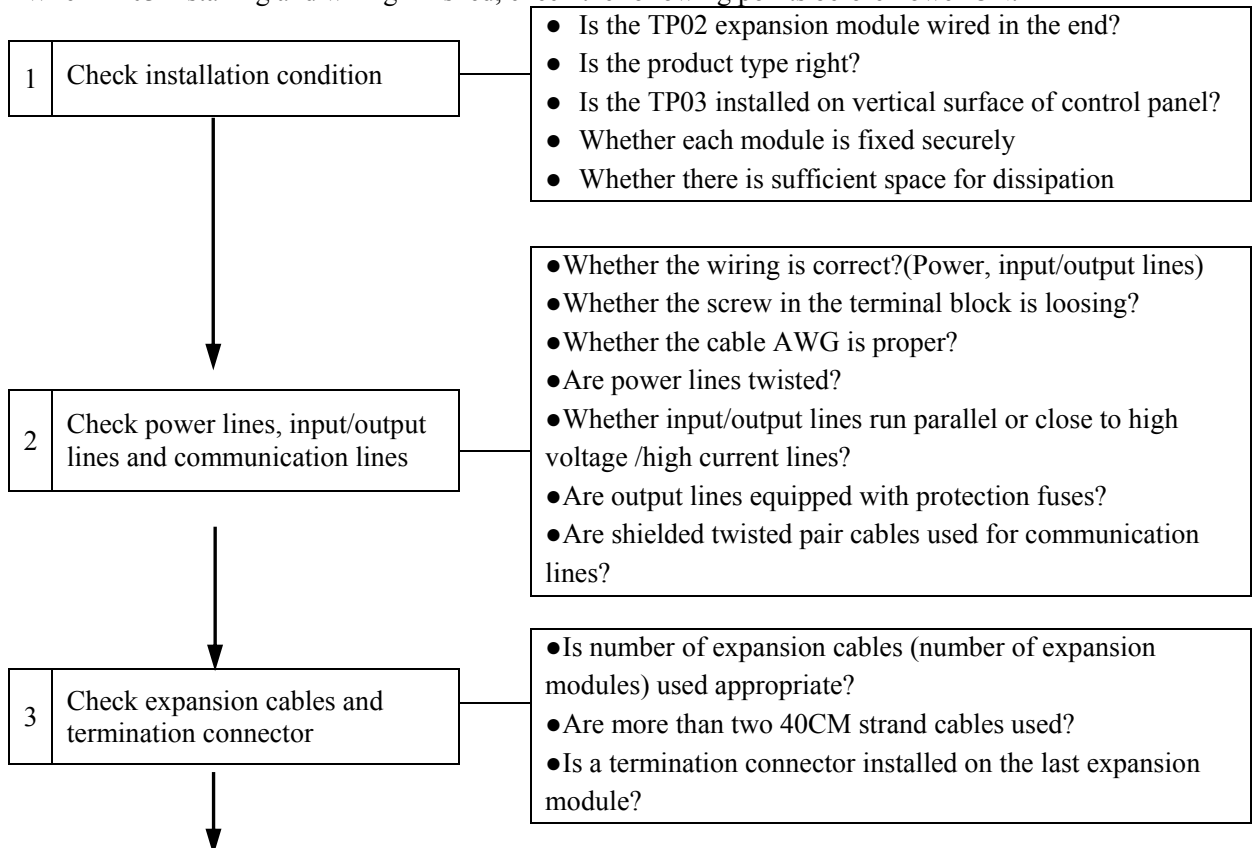 ● Is the TP02 expansion module wired in the end?
● Is the product type right?
● Is the TP03 installed on vertical surface of control panel?
● Whether each module is fixed securely
● Whether there is sufficient space for dissipation
1
Check installation condition
●Whether the wiring is correct?(Power, input/output lines)
●Whether the screw in the terminal block is loosing?
●Whether the cable AWG is proper?
●Are power lines twisted?
●Whether input/output lines run parallel or close to high
voltage /high current lines?
●Are output lines equipped with protection fuses?
●Are shielded twisted pair cables used for communication
lines?
2
Check power lines, input/output
lines and communication lines
●Is number of expansion cables (number of expansion
modules) used appropriate?
●Are more than two 40CM strand cables used?
●Is a termination connector installed on the last expansion
module?
3
Check expansion cables and
termination connector